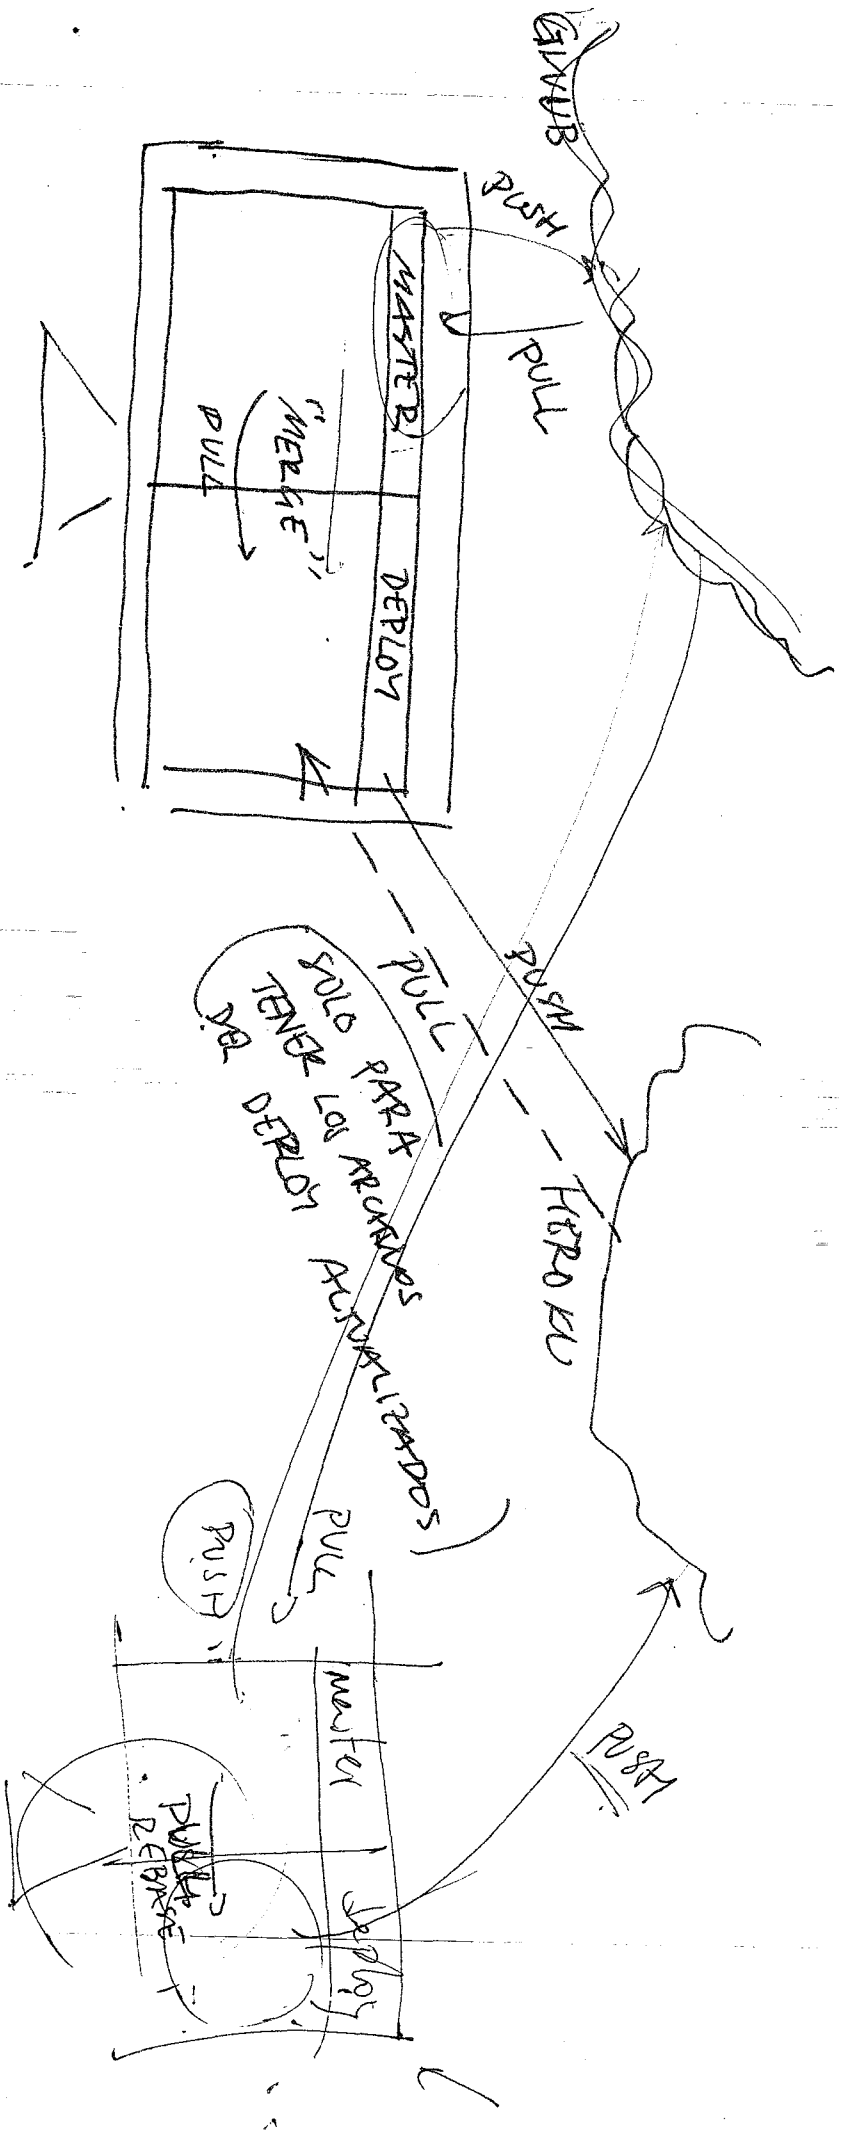 PUSH
PULL
MASTER
DEPLOY
"MERGE"
PULL
PUSH
HEROKU
PULL
SOLO PARA
TENER LOS ARCHIVOS
DEL DEPLOY ACTUALIZADOS)
PULL
PUSH
PUSH
master
deploy
REBASE